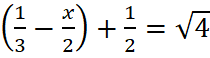 (1/3 − x/2) + 1/2 = √4